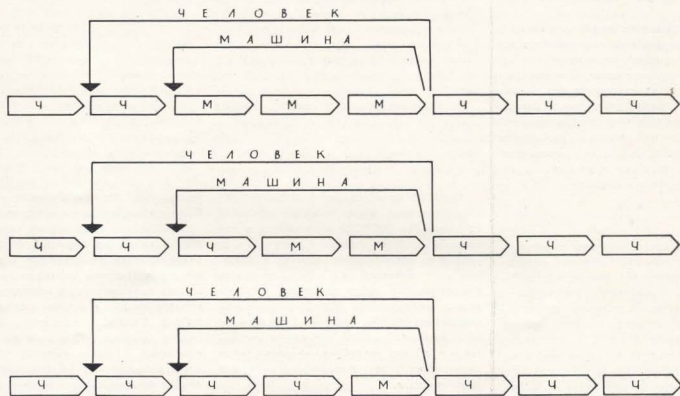 ЧЕЛОВЕК
МАШИНА
Ч Ч М М М Ч Ч Ч
ЧЕЛОВЕК
МАШИНА
Ч Ч Ч М М Ч Ч Ч
ЧЕЛОВЕК
МАШИНА
Ч Ч Ч Ч М Ч Ч Ч